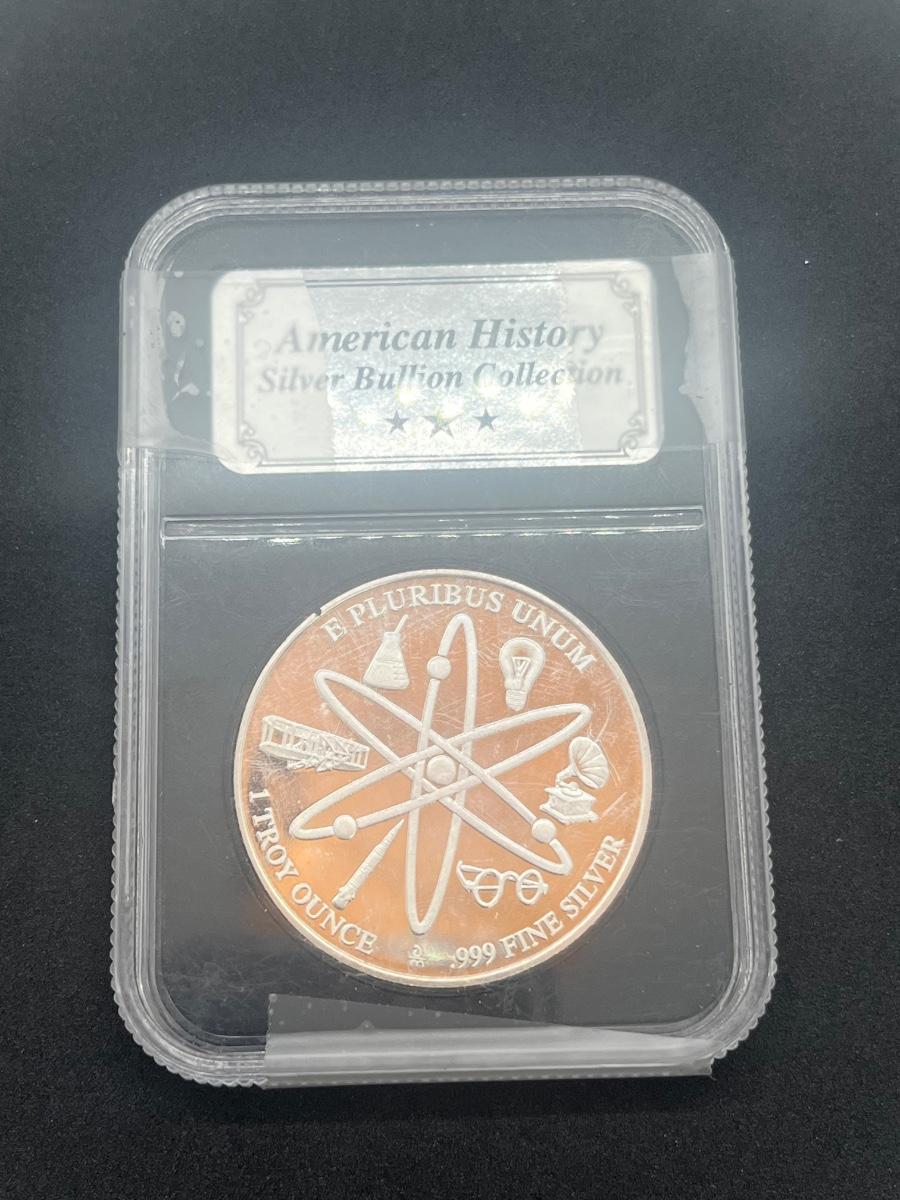 American History
Silver Bullion Collection
E PLURIBUS UNUM
1 TROY OUNCE
.999 FINE SILVER